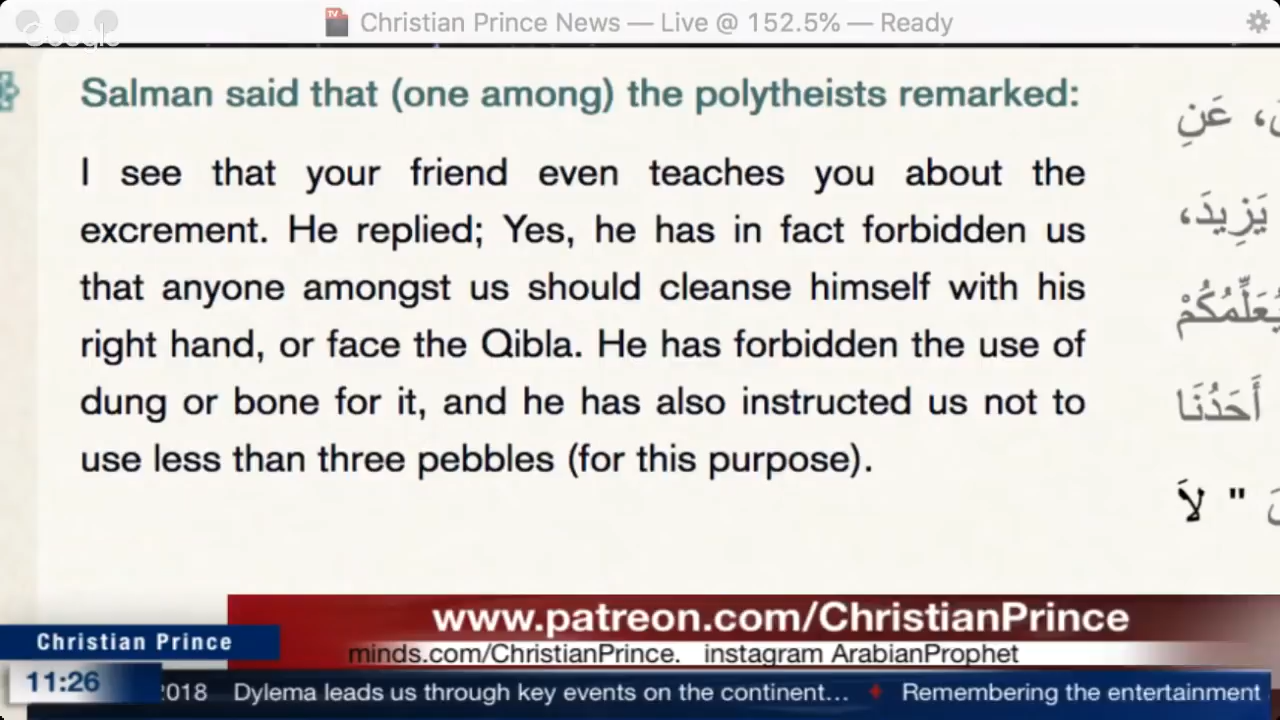 Christian Prince News — Live @ 152.5% — Ready
Google
Salman said that (one among) the polytheists remarked:
I see that your friend even teaches you about the
excrement. He replied; Yes, he has in fact forbidden us
that anyone amongst us should cleanse himself with his
right hand, or face the Qibla. He has forbidden the use of
dung or bone for it, and he has also instructed us not to
use less than three pebbles (for this purpose).
، عَنِ
يَزِيدَ،
أَحَدُنَا
" لاَ
www.patreon.com/ChristianPrince
Christian Prince
minds.com/ChristianPrince. instagram ArabianProphet
11:26
2018 Dylema leads us through key events on the continent... ♦ Remembering the entertainment